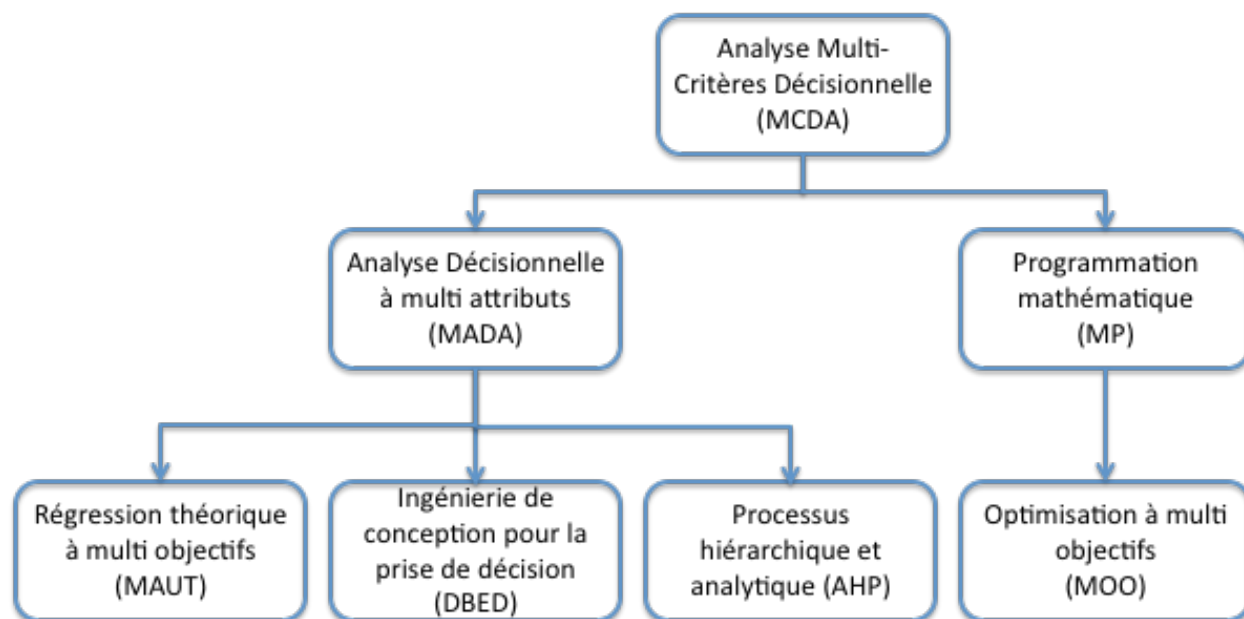 Analyse Multi-
Critères Décisionnelle
(MCDA)
Analyse Décisionnelle
à multi attributs
(MADA)
Programmation
mathématique
(MP)
Régression théorique
à multi objectifs
(MAUT)
Ingénierie de
conception pour la
prise de décision
(DBED)
Processus
hiérarchique et
analytique (AHP)
Optimisation à multi
objectifs
(MOO)